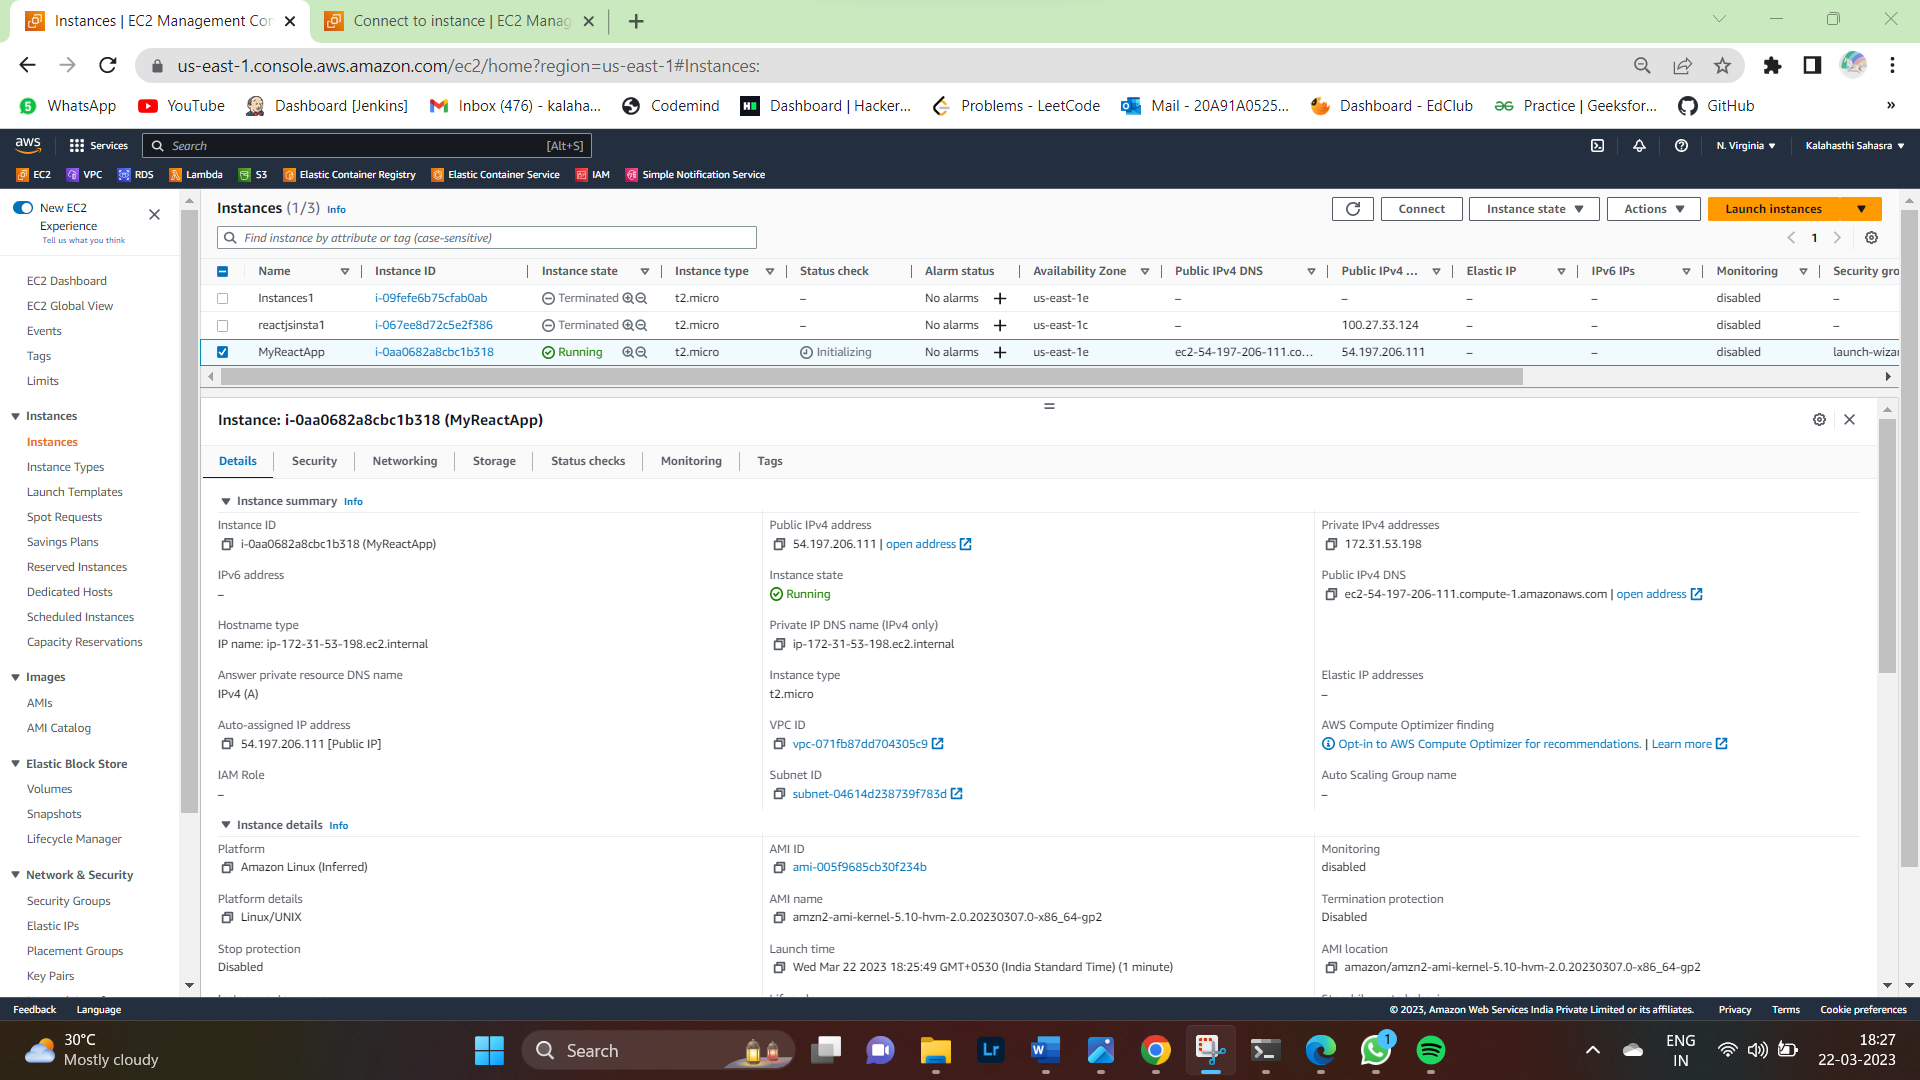 Instances | EC2 Management Con
Connect to instance | EC2 Manag
us-east-1.console.aws.amazon.com/ec2/home?region=us-east-1#Instances:
WhatsApp YouTube Dashboard [Jenkins] Inbox (476) - kalaha... Codemind Dashboard | Hacker... Problems - LeetCode Mail - 20A91A0525... Dashboard - EdClub Practice | Geeksfor... GitHub »
aws Services Search [Alt+S] N. Virginia Kalahasthi Sahasra
EC2 VPC RDS Lambda S3 Elastic Container Registry Elastic Container Service IAM Simple Notification Service
New EC2
Experience
Tell us what you think
EC2 Dashboard
EC2 Global View
Events
Tags
Limits
Instances
Instances
Instance Types
Launch Templates
Spot Requests
Savings Plans
Reserved Instances
Dedicated Hosts
Scheduled Instances
Capacity Reservations
Images
AMIs
AMI Catalog
Elastic Block Store
Volumes
Snapshots
Lifecycle Manager
Network & Security
Security Groups
Elastic IPs
Placement Groups
Key Pairs
Instances (1/3) Info Connect Instance state Actions Launch instances
Find instance by attribute or tag (case-sensitive) 1
Name Instance ID Instance state Instance type Status check Alarm status Availability Zone Public IPv4 DNS Public IPv4 ... Elastic IP IPv6 IPs Monitoring Security gro
Instances1 i-09fefe6b75cfab0ab Terminated t2.micro – No alarms + us-east-1e – – – – disabled –
reactjsinsta1 i-067ee8d72c5e2f386 Terminated t2.micro – No alarms + us-east-1c – 100.27.33.124 – – disabled –
MyReactApp i-0aa0682a8cbc1b318 Running t2.micro Initializing No alarms + us-east-1e ec2-54-197-206-111.co... 54.197.206.111 – – disabled launch-wizar
Instance: i-0aa0682a8cbc1b318 (MyReactApp)
Details Security Networking Storage Status checks Monitoring Tags
Instance summary Info
Instance ID Public IPv4 address Private IPv4 addresses
i-0aa0682a8cbc1b318 (MyReactApp) 54.197.206.111 | open address 172.31.53.198
IPv6 address Instance state Public IPv4 DNS
– Running ec2-54-197-206-111.compute-1.amazonaws.com | open address
Hostname type Private IP DNS name (IPv4 only)
IP name: ip-172-31-53-198.ec2.internal ip-172-31-53-198.ec2.internal
Answer private resource DNS name Instance type Elastic IP addresses
IPv4 (A) t2.micro –
Auto-assigned IP address VPC ID AWS Compute Optimizer finding
54.197.206.111 [Public IP] vpc-071fb87dd704305c9 Opt-in to AWS Compute Optimizer for recommendations. | Learn more
IAM Role Subnet ID Auto Scaling Group name
– subnet-04614d238739f783d –
Instance details Info
Platform AMI ID Monitoring
Amazon Linux (Inferred) ami-005f9685cb30f234b disabled
Platform details AMI name Termination protection
Linux/UNIX amzn2-ami-kernel-5.10-hvm-2.0.20230307.0-x86_64-gp2 Disabled
Stop protection Launch time AMI location
Disabled Wed Mar 22 2023 18:25:49 GMT+0530 (India Standard Time) (1 minute) amazon/amzn2-ami-kernel-5.10-hvm-2.0.20230307.0-x86_64-gp2
Feedback Language © 2023, Amazon Web Services India Private Limited or its affiliates. Privacy Terms Cookie preferences
30°C
Mostly cloudy
Search
Lr
1
ENG
IN
18:27
22-03-2023